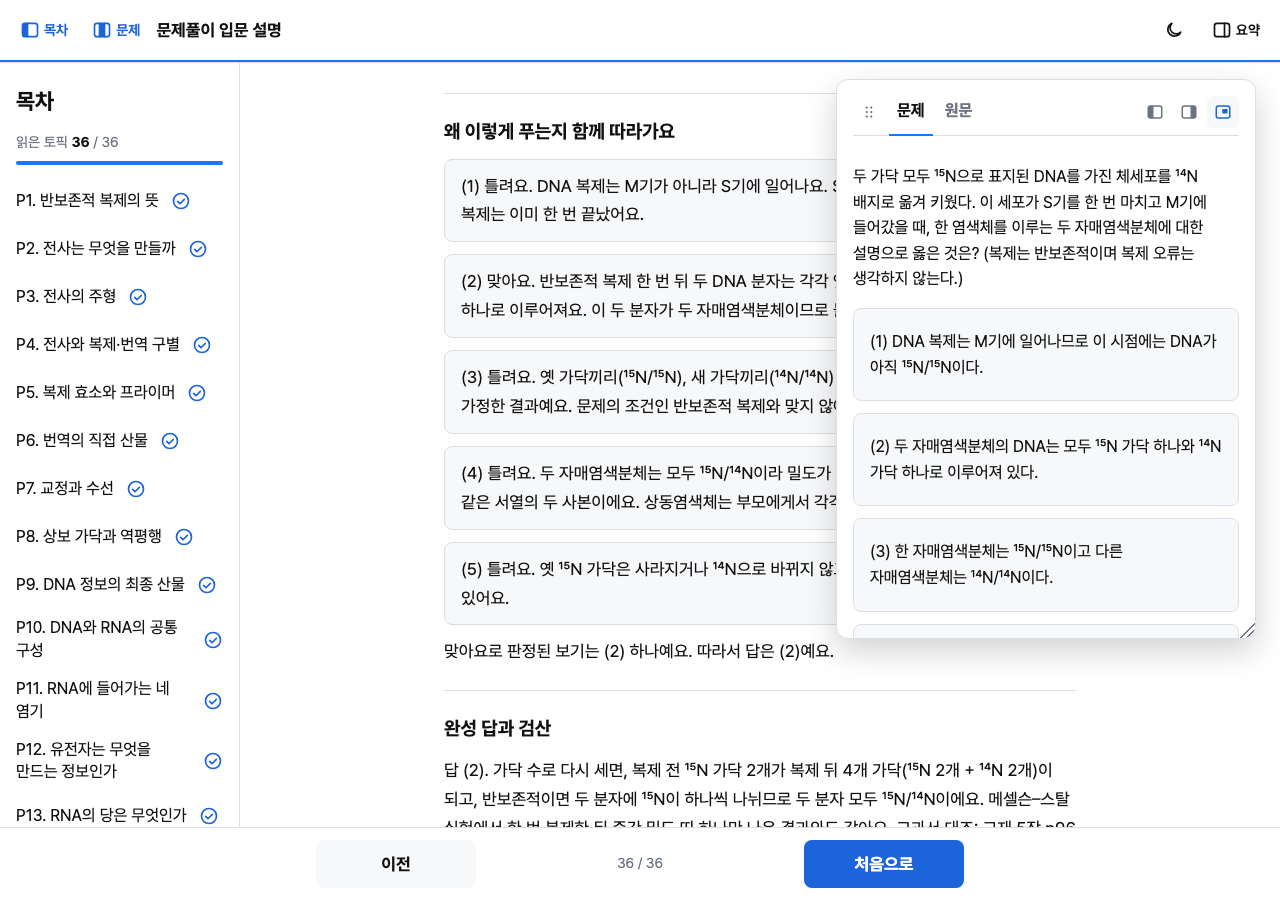 목차
문제
문제풀이 입문 설명
요약
목차
읽은 토픽 36 / 36
P1. 반보존적 복제의 뜻
P2. 전사는 무엇을 만들까
P3. 전사의 주형
P4. 전사와 복제·번역 구별
P5. 복제 효소와 프라이머
P6. 번역의 직접 산물
P7. 교정과 수선
P8. 상보 가닥과 역평행
P9. DNA 정보의 최종 산물
P10. DNA와 RNA의 공통
구성
P11. RNA에 들어가는 네
염기
P12. 유전자는 무엇을
만드는 정보인가
P13. RNA의 당은 무엇인가
왜 이렇게 푸는지 함께 따라가요
(1) 틀려요. DNA 복제는 M기가 아니라 S기에 일어나요.
복제는 이미 한 번 끝났어요.
(2) 맞아요. 반보존적 복제 한 번 뒤 두 DNA 분자는 각각
하나로 이루어져요. 이 두 분자가 두 자매염색분체이므로
(3) 틀려요. 옛 가닥끼리(¹⁵N/¹⁵N), 새 가닥끼리(¹⁴N/¹⁴N)
가정한 결과예요. 문제의 조건인 반보존적 복제와 맞지
(4) 틀려요. 두 자매염색분체는 모두 ¹⁵N/¹⁴N이라 밀도가
같은 서열의 두 사본이에요. 상동염색체는 부모에게서
(5) 틀려요. 옛 ¹⁵N 가닥은 사라지거나 ¹⁴N으로 바뀌지
있어요.
맞아요로 판정된 보기는 (2) 하나예요. 따라서 답은 (2)예요.
완성 답과 검산
답 (2). 가닥 수로 다시 세면, 복제 전 ¹⁵N 가닥 2개가 복제 뒤 4개 가닥(¹⁵N 2개 + ¹⁴N 2개)이
되고, 반보존적이면 두 분자에 ¹⁵N이 하나씩 나뉘므로 두 분자 모두 ¹⁵N/¹⁴N이에요. 메셀슨–스탈
문제
원문
두 가닥 모두 ¹⁵N으로 표지된 DNA를 가진 체세포를 ¹⁴N
배지로 옮겨 키웠다. 이 세포가 S기를 한 번 마치고 M기에
들어갔을 때, 한 염색체를 이루는 두 자매염색분체에 대한
설명으로 옳은 것은? (복제는 반보존적이며 복제 오류는
생각하지 않는다.)
(1) DNA 복제는 M기에 일어나므로 이 시점에는 DNA가
아직 ¹⁵N/¹⁵N이다.
(2) 두 자매염색분체의 DNA는 모두 ¹⁵N 가닥 하나와 ¹⁴N
가닥 하나로 이루어져 있다.
(3) 한 자매염색분체는 ¹⁵N/¹⁵N이고 다른
자매염색분체는 ¹⁴N/¹⁴N이다.
이전
36 / 36
처음으로